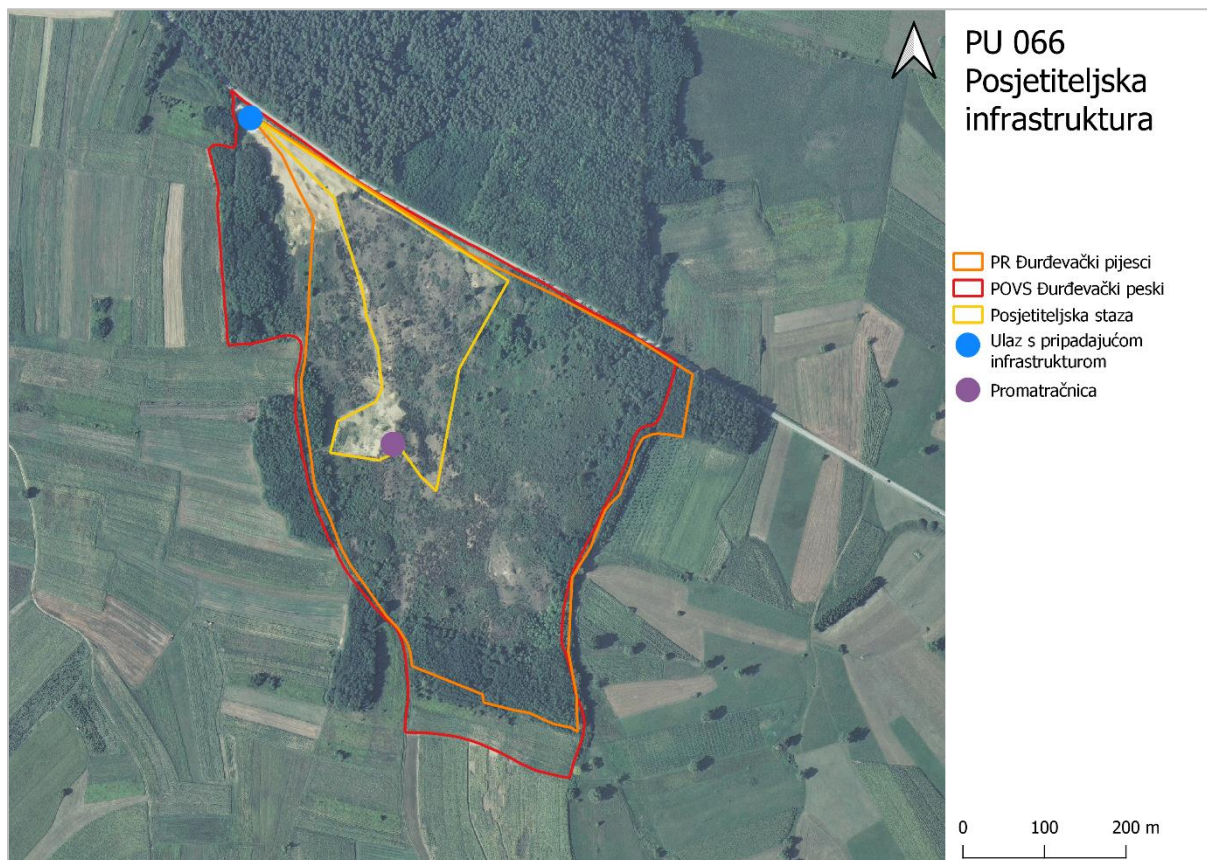 PU 066
Posjetiteljska
infrastruktura
PR Đurđevački pijesci
POVS Đurđevački peski
Posjetiteljska staza
Ulaz s pripadajućom
infrastrukturom
Promatračnica
0 100 200 m